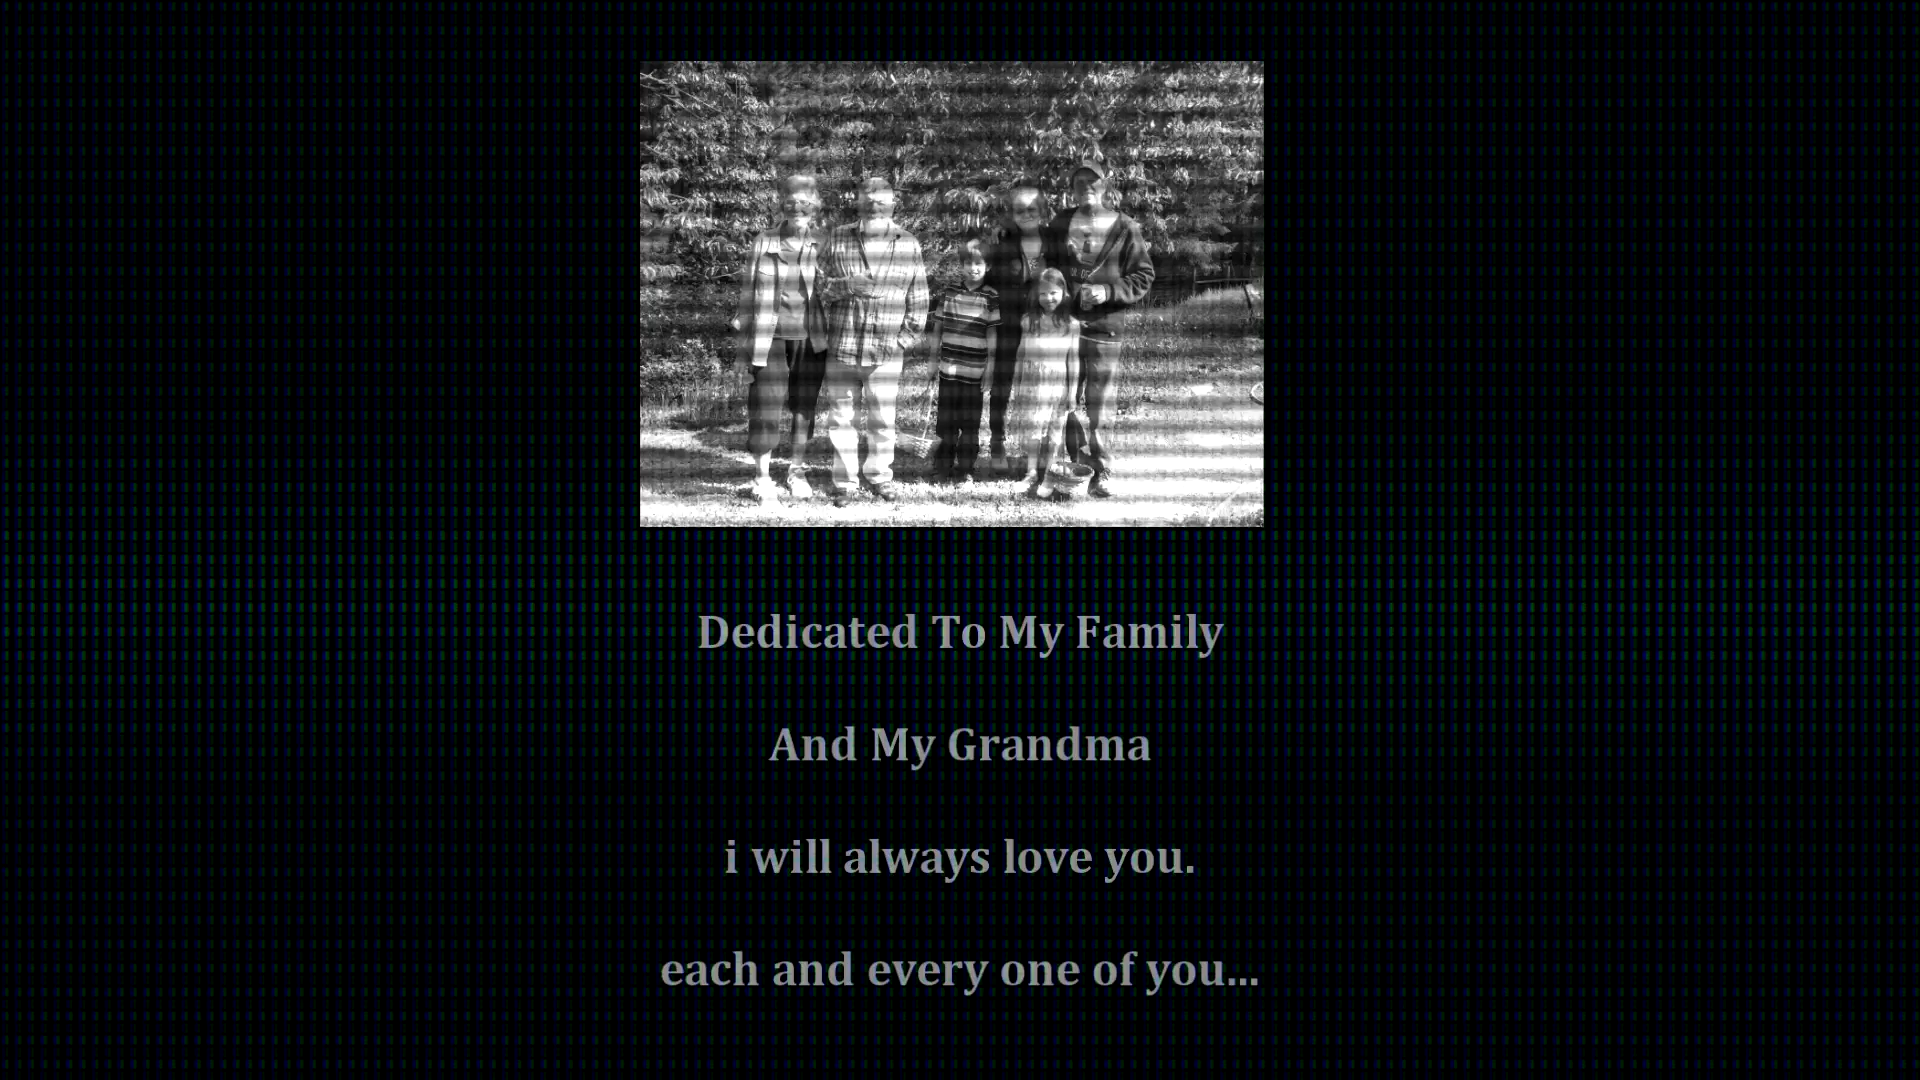 Dedicated To My Family
And My Grandma
i will always love you.
each and every one of you...